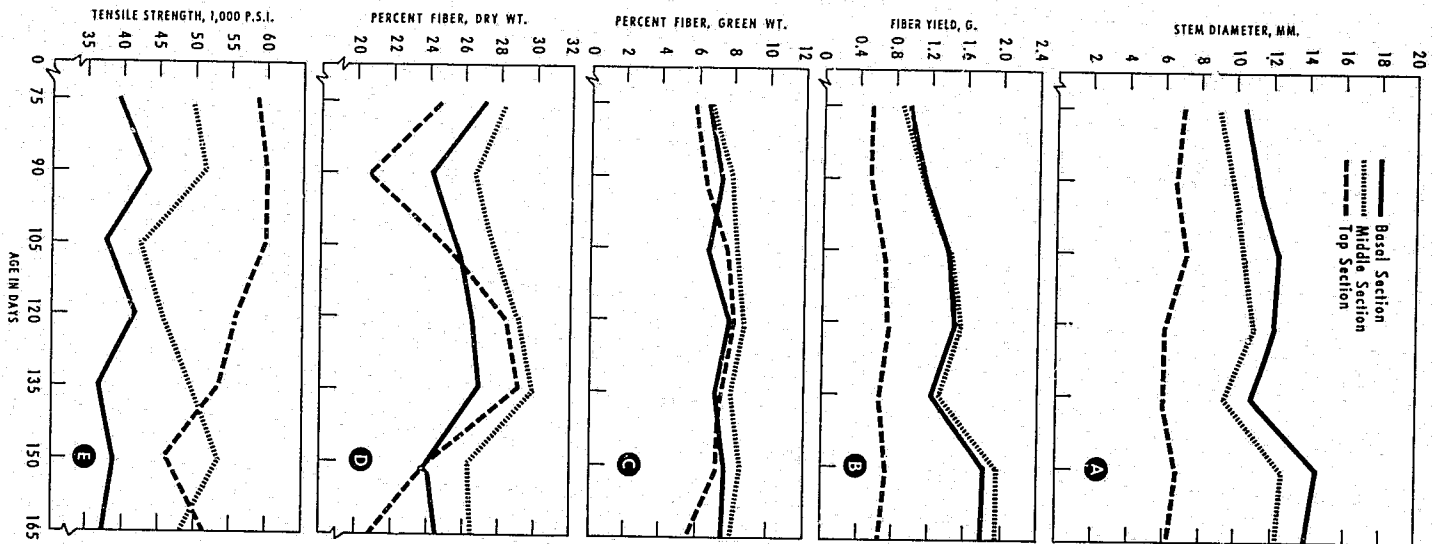 STEM DIAMETER, MM.
20
18
16
14
12
10
8
6
4
2
Basal Section
Middle Section
Top Section
A
FIBER YIELD, G.
2.4
2.0
1.6
1.2
0.8
0.4
0
B
PERCENT FIBER, GREEN WT.
12
10
8
6
4
2
0
C
PERCENT FIBER, DRY WT.
32
30
28
26
24
22
20
D
TENSILE STRENGTH, 1,000 P.S.I.
60
55
50
45
40
35
E
0 75 90 105 120 135 150 165
AGE IN DAYS